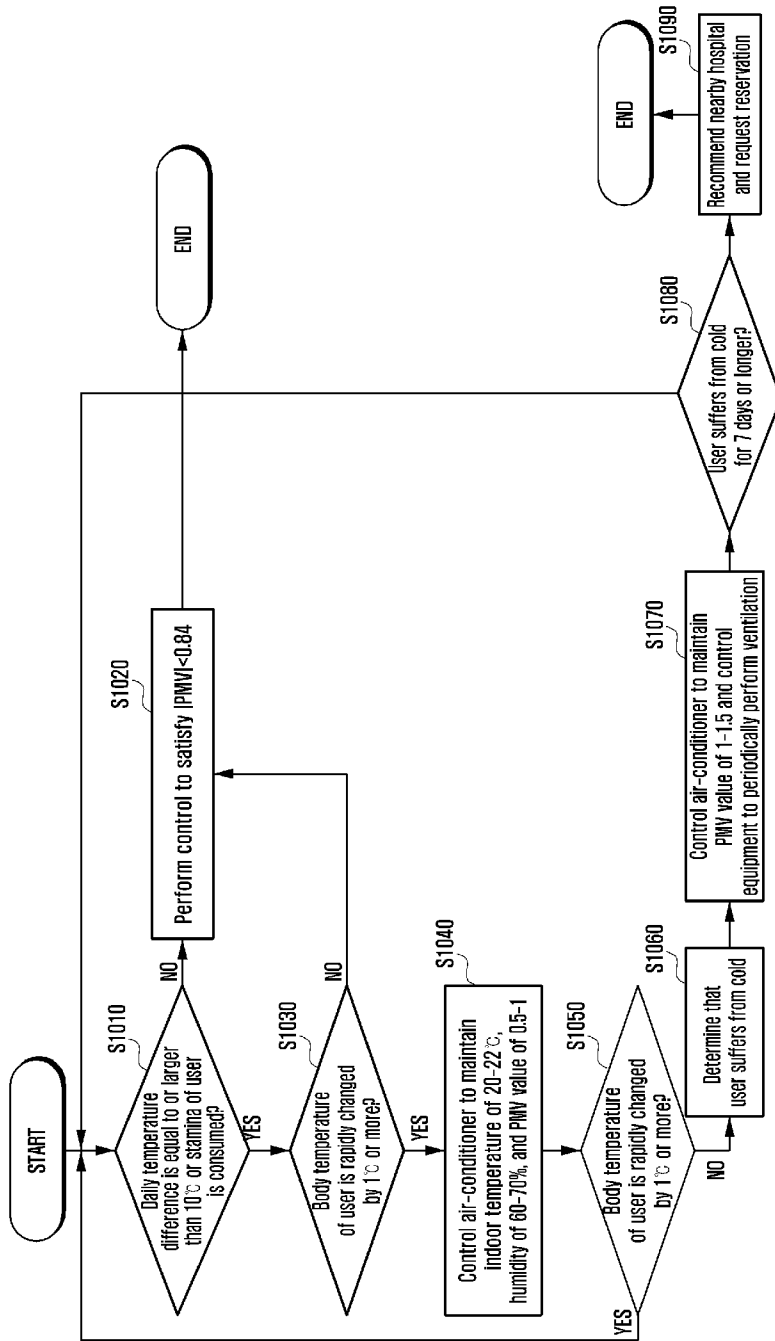 START
S1010
Daily temperature
difference is equal to or larger
than 10℃ or stamina of user
is consumed?
NO
YES
S1020
Perform control to satisfy |PMV|<0.84
END
S1030
Body temperature
of user is rapidly changed
by 1℃ or more?
NO
YES
S1040
Control air-conditioner to maintain
indoor temperature of 20-22℃,
humidity of 60-70%, and PMV value of 0.5-1
S1050
Body temperature
of user is rapidly changed
by 1℃ or more?
YES
NO
S1060
Determine that
user suffers from cold
S1070
Control air-conditioner to maintain
PMV value of 1-1.5 and control
equipment to periodically perform ventilation
S1080
User suffers from cold
for 7 days or longer?
S1090
Recommend nearby hospital
and request reservation
END